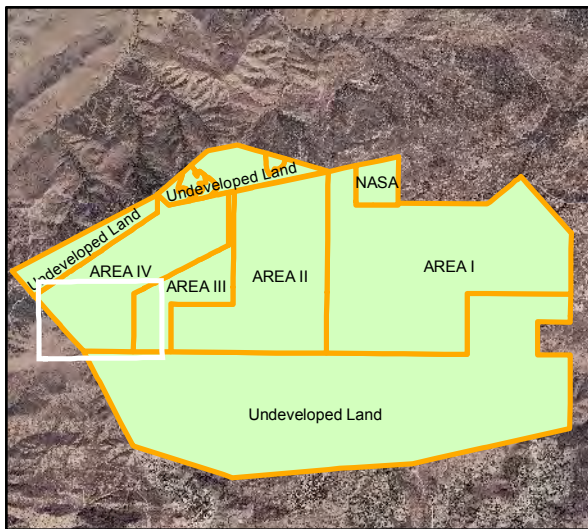 NASA
Undeveloped Land
Undeveloped Land
AREA IV
AREA III
AREA II
AREA I
Undeveloped Land